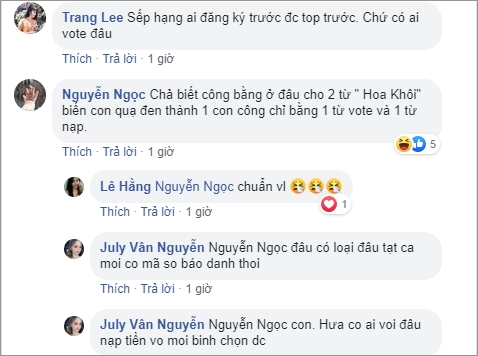 Trang Lee Sếp hạng ai đăng ký trước đc top trước. Chứ có ai
vote đâu
Thích · Trả lời · 1 giờ
Nguyễn Ngọc Chả biết công bằng ở đâu cho 2 từ " Hoa Khôi"
biến con quạ đen thành 1 con công chỉ bằng 1 từ vote và 1 từ
nạp.
5
Thích · Trả lời · 1 giờ
Lê Hằng Nguyễn Ngọc chuẩn vl 🤧🤧🤧
1
Thích · Trả lời · 1 giờ
July Vân Nguyễn Nguyễn Ngọc đâu có loại đâu tạt ca
moi co mã so báo danh thoi
Thích · Trả lời · 1 giờ
July Vân Nguyễn Nguyễn Ngọc con. Hưa co ai voi đâu
nạp tiền vo moi binh chọn dc